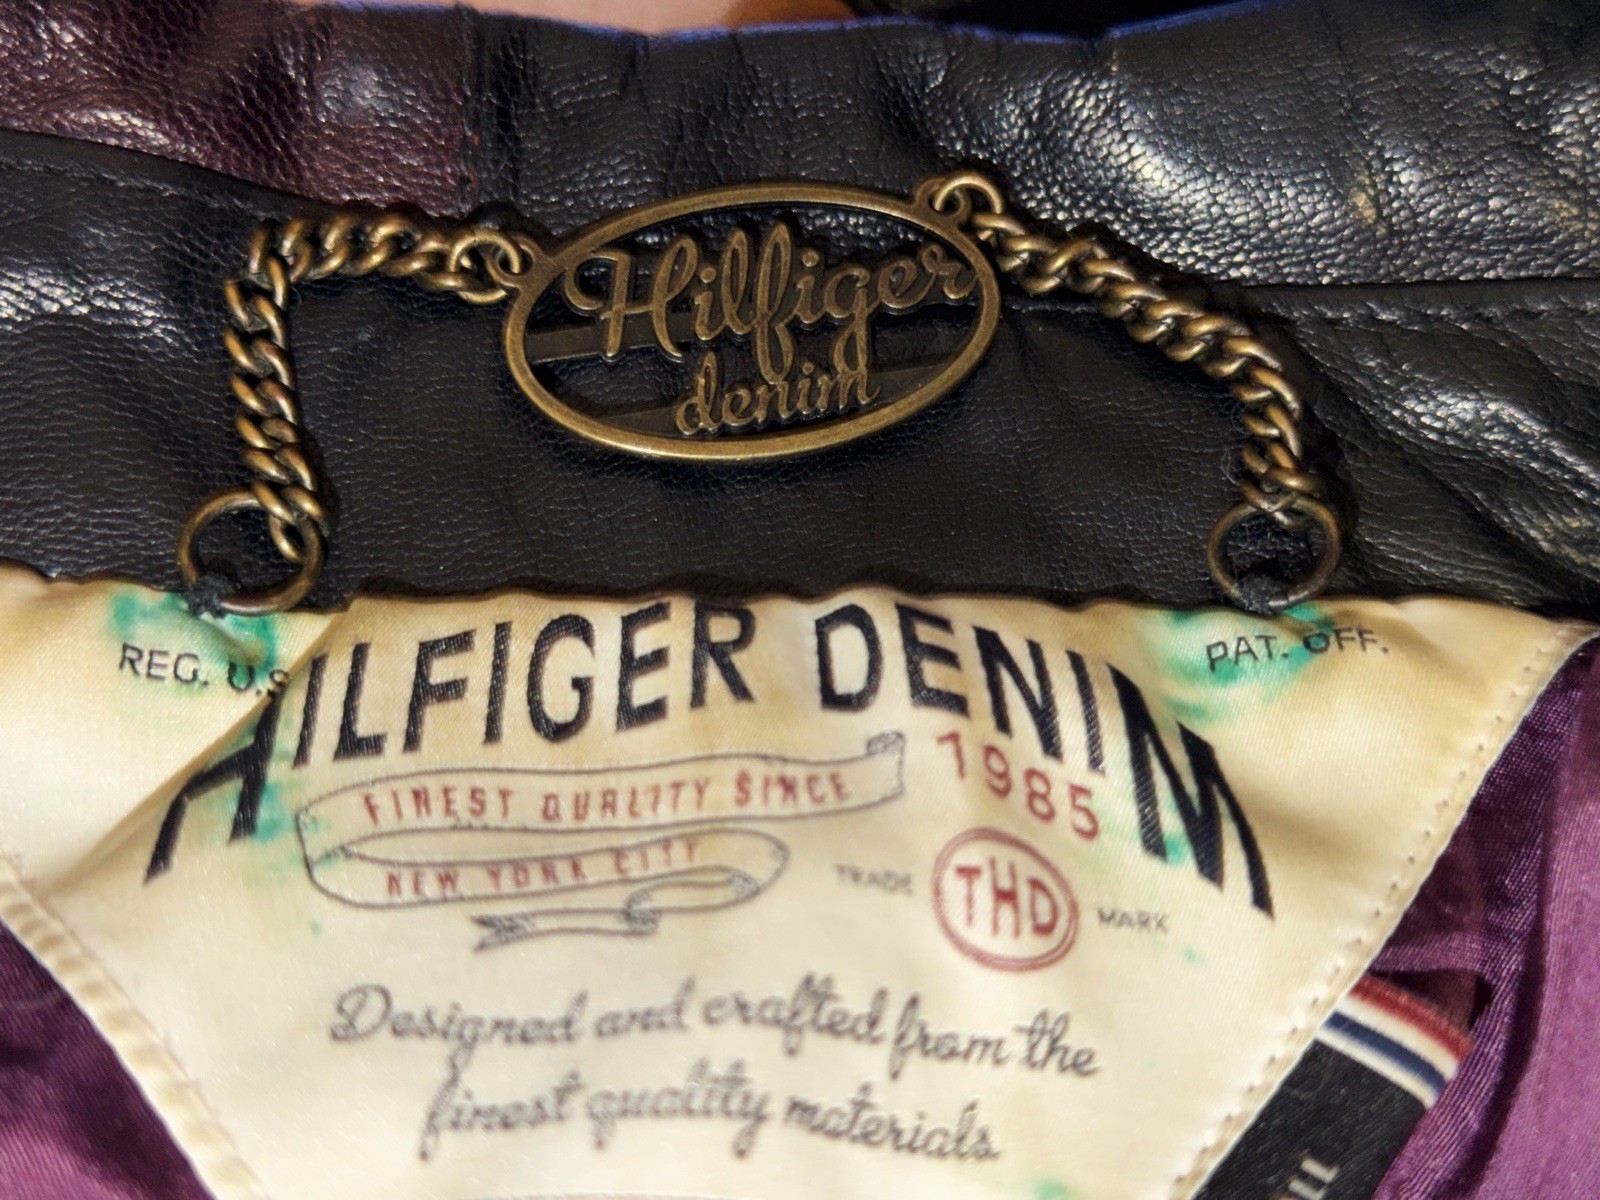 Hilfiger
denim
REG. U.S
PAT. OFF.
HILFIGER DENIM
FINEST QUALITY SINCE
1985
NEW YORK CITY
TRADE THD MARK
Designed and crafted from the
finest quality materials